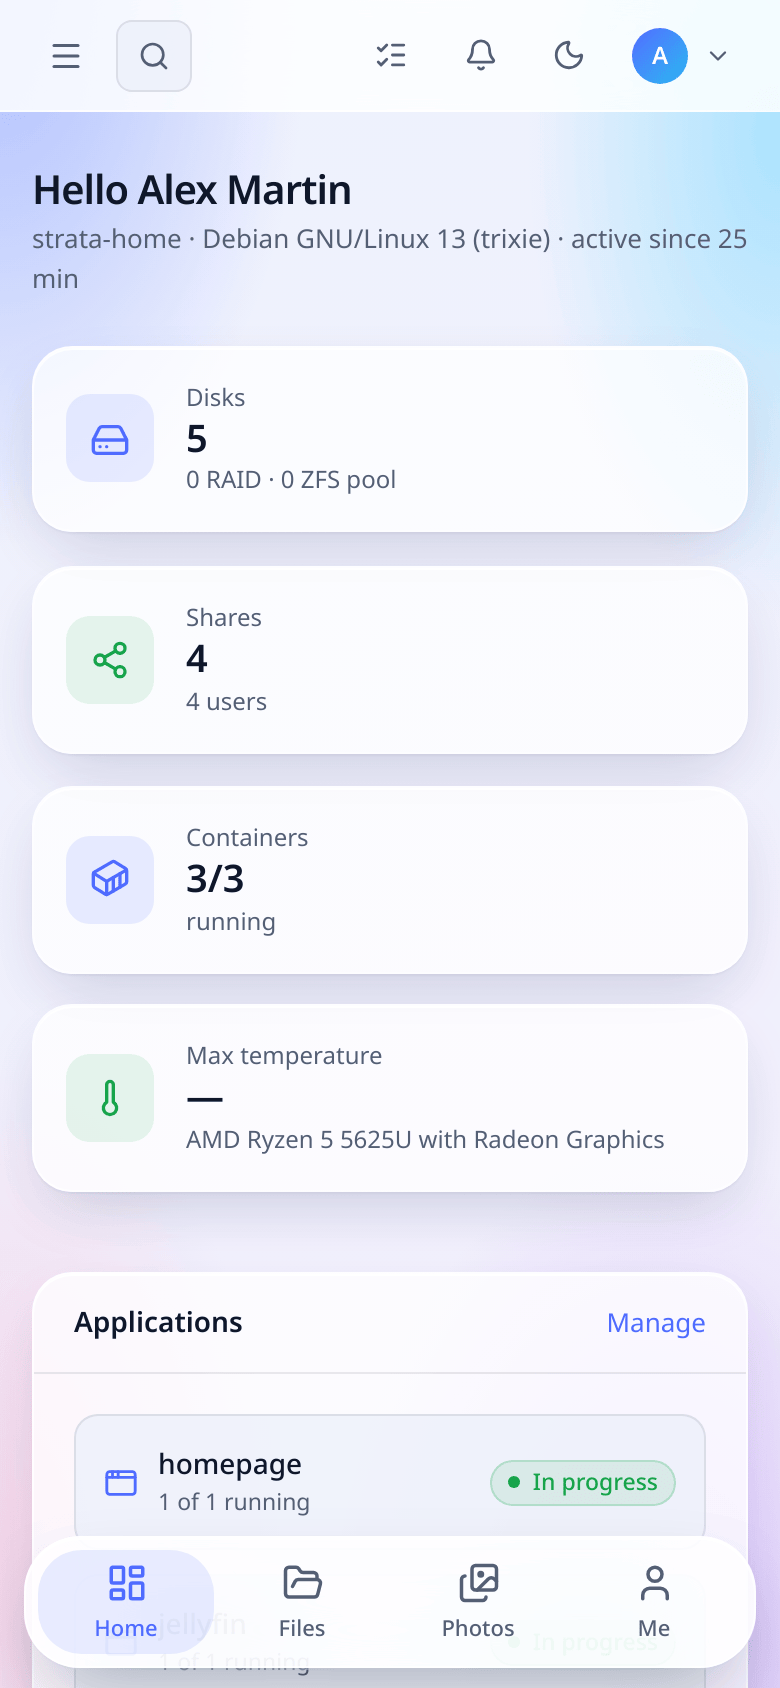 A
Hello Alex Martin
strata-home · Debian GNU/Linux 13 (trixie) · active since 25
min
Disks
5
0 RAID · 0 ZFS pool
Shares
4
4 users
Containers
3/3
running
Max temperature
—
AMD Ryzen 5 5625U with Radeon Graphics
Applications
Manage
homepage
In progress
1 of 1 running
jellyfin
In progress
1 of 1 running
Home
Files
Photos
Me